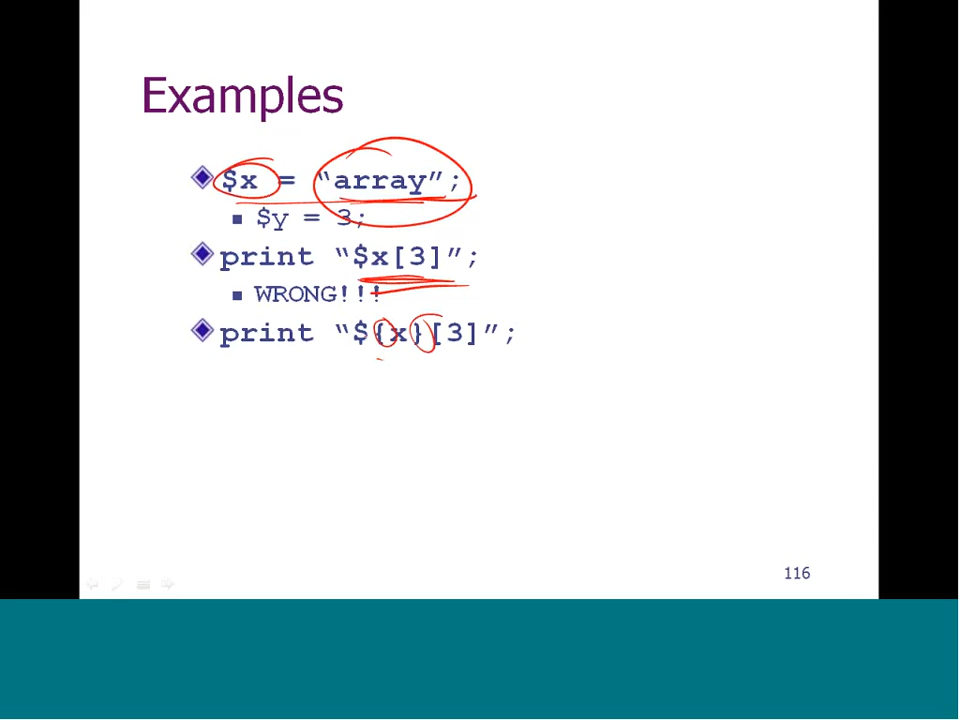 Examples
$x = “array”;
$y = 3;
print “$x[3]”;
WRONG!!!
print “${x}[3]”;
116